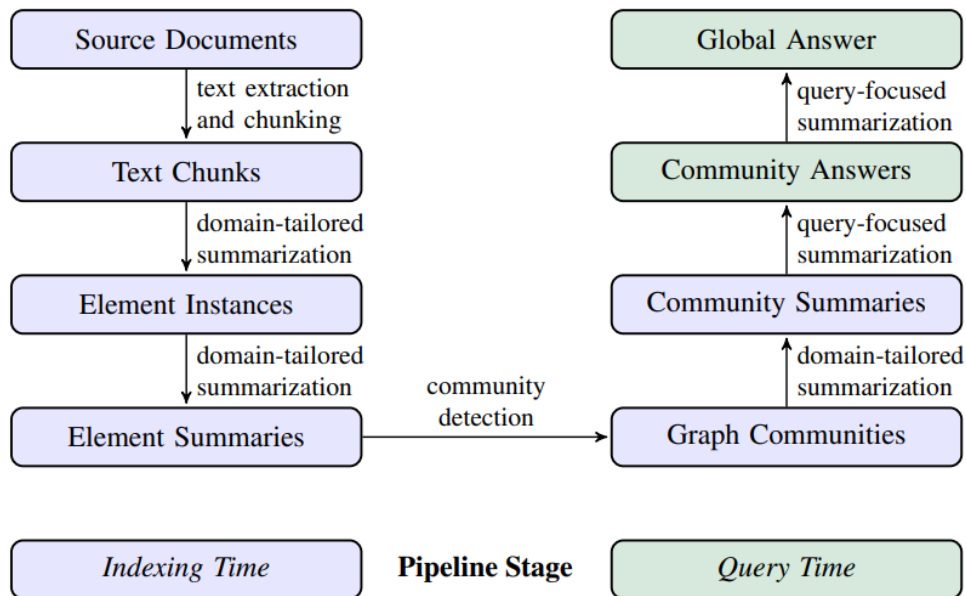 Source Documents
text extraction
and chunking
Text Chunks
domain-tailored
summarization
Element Instances
domain-tailored
summarization
Element Summaries
community
detection
Graph Communities
domain-tailored
summarization
Community Summaries
query-focused
summarization
Community Answers
query-focused
summarization
Global Answer
Indexing Time
Pipeline Stage
Query Time